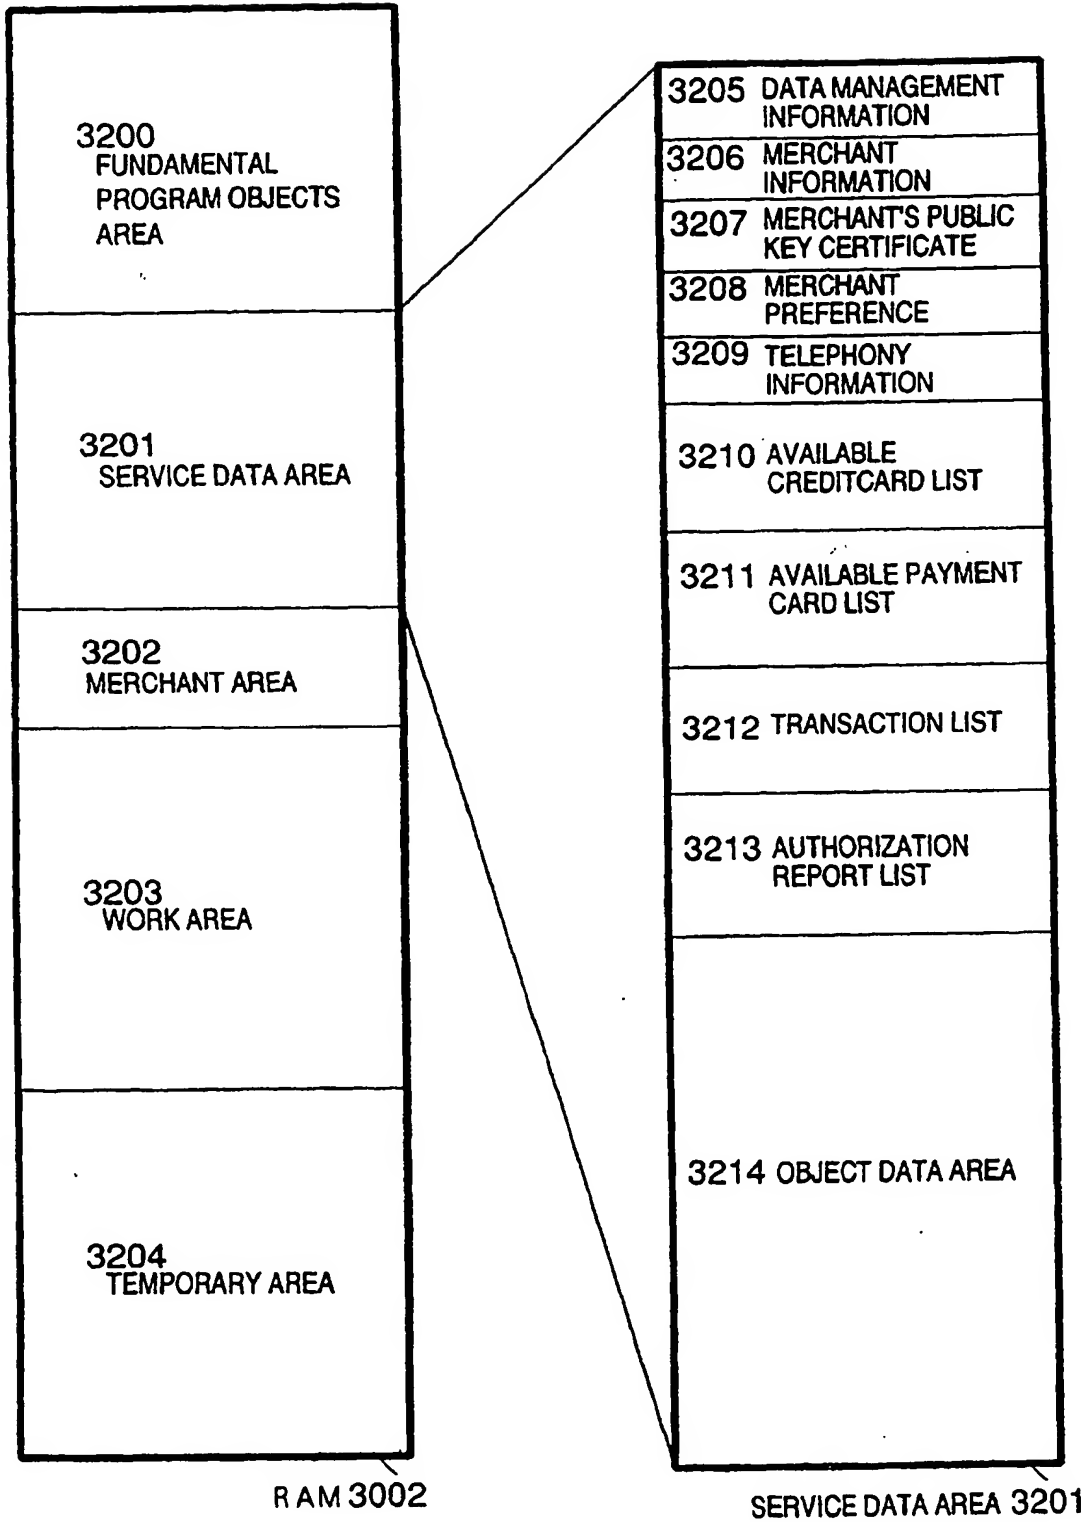 3200
FUNDAMENTAL
PROGRAM OBJECTS
AREA
3201
SERVICE DATA AREA
3202
MERCHANT AREA
3203
WORK AREA
3204
TEMPORARY AREA
RAM 3002
3205 DATA MANAGEMENT
INFORMATION
3206 MERCHANT
INFORMATION
3207 MERCHANT'S PUBLIC
KEY CERTIFICATE
3208 MERCHANT
PREFERENCE
3209 TELEPHONY
INFORMATION
3210 AVAILABLE
CREDITCARD LIST
3211 AVAILABLE PAYMENT
CARD LIST
3212 TRANSACTION LIST
3213 AUTHORIZATION
REPORT LIST
3214 OBJECT DATA AREA
SERVICE DATA AREA 3201